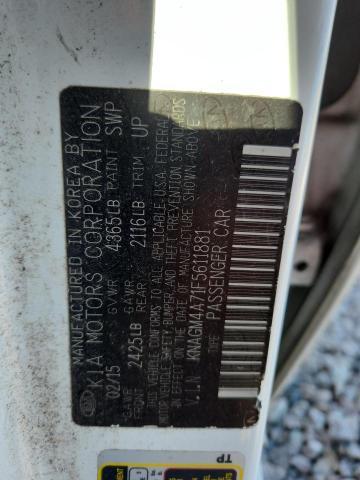 MANUFACTURED IN KOREA BY
KIA MOTORS CORPORATION
02/15 GVWR 4365LB PAINT SWP
GAWR FRONT 2425LB GAWR REAR 2116LB TRIM UP
THIS VEHICLE CONFORMS TO ALL APPLICABLE U.S.A. FEDERAL
MOTOR VEHICLE SAFETY, BUMPER, AND THEFT PREVENTION STANDARDS
IN EFFECT ON THE DATE OF MANUFACTURE SHOWN ABOVE.
V.I.N KNAGM4A71F5611881
TYPE PASSENGER CAR
TP